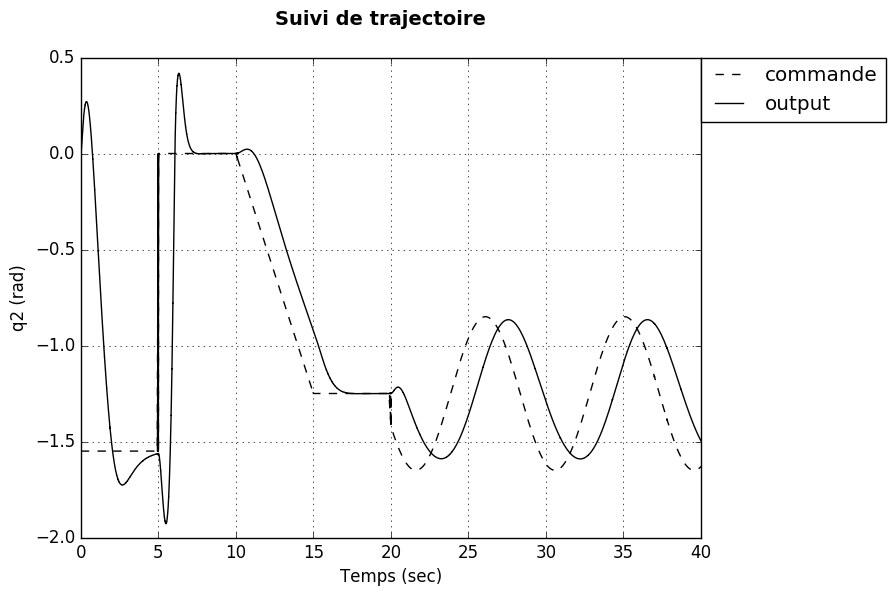 Suivi de trajectoire
commande
output
0.5
0.0
−0.5
−1.0
−1.5
−2.0
q2 (rad)
0 5 10 15 20 25 30 35 40
Temps (sec)